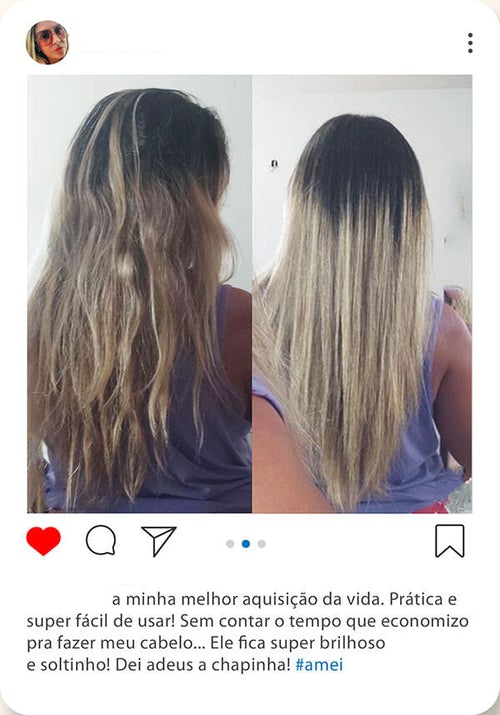 a minha melhor aquisição da vida. Prática e
super fácil de usar! Sem contar o tempo que economizo
pra fazer meu cabelo... Ele fica super brilhoso
e soltinho! Dei adeus a chapinha! #amei